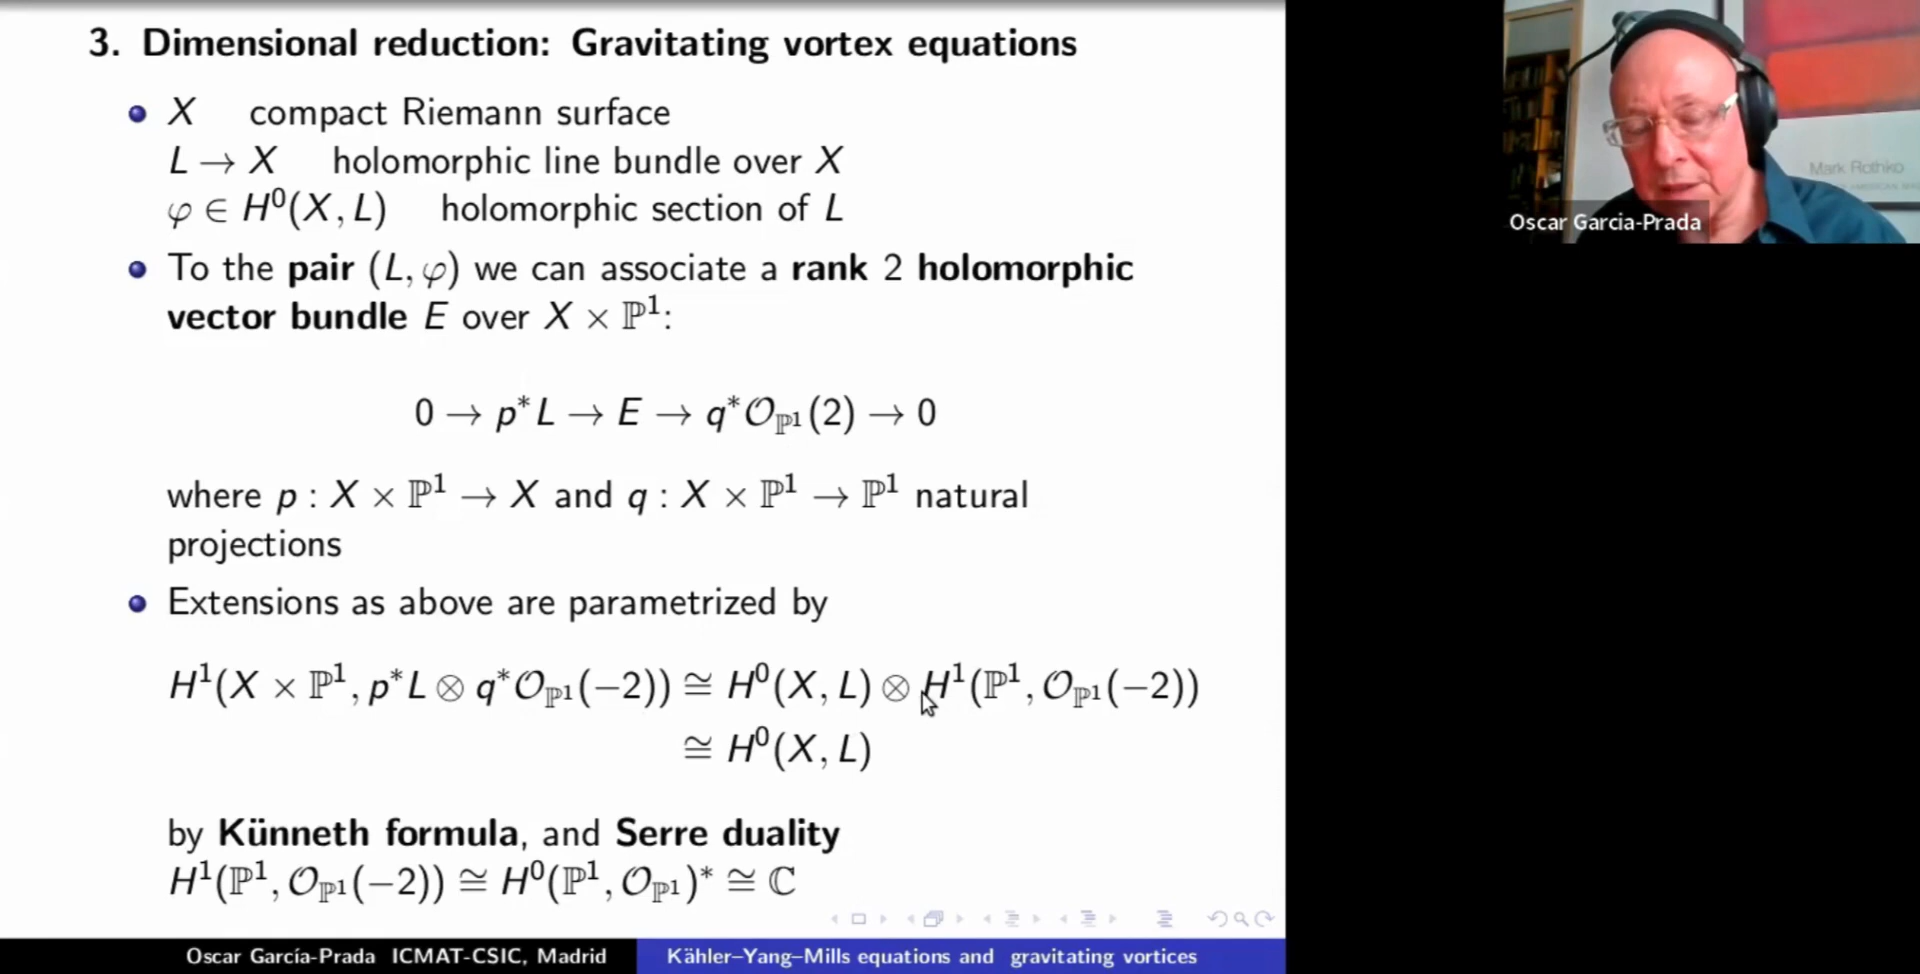 3. Dimensional reduction: Gravitating vortex equations
X compact Riemann surface
L → X holomorphic line bundle over X
φ ∈ H⁰(X, L) holomorphic section of L
To the pair (L, φ) we can associate a rank 2 holomorphic
vector bundle E over X × ℙ¹:
0 → p*L → E → q*𝒪_ℙ¹(2) → 0
where p : X × ℙ¹ → X and q : X × ℙ¹ → ℙ¹ natural
projections
Extensions as above are parametrized by
H¹(X × ℙ¹, p*L ⊗ q*𝒪_ℙ¹(−2)) ≅ H⁰(X, L) ⊗ H¹(ℙ¹, 𝒪_ℙ¹(−2))
≅ H⁰(X, L)
by Künneth formula, and Serre duality
H¹(ℙ¹, 𝒪_ℙ¹(−2)) ≅ H⁰(ℙ¹, 𝒪_ℙ¹)* ≅ ℂ
Oscar García-Prada ICMAT-CSIC, Madrid
Kähler–Yang–Mills equations and gravitating vortices
Mark Rothko
Oscar Garcia-Prada